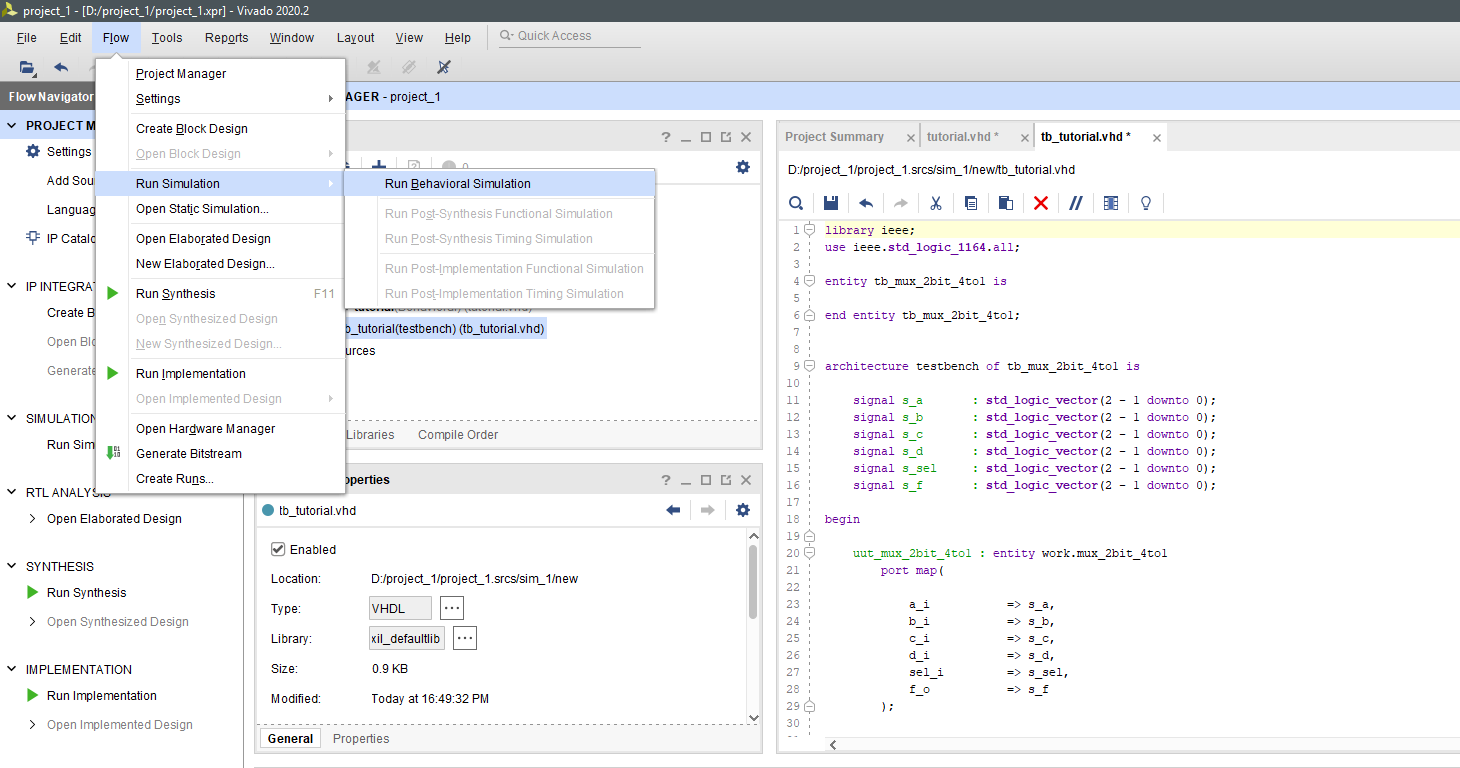 project_1 - [D:/project_1/project_1.xpr] - Vivado 2020.2
File Edit Flow Tools Reports Window Layout View Help Quick Access
Flow Navigator
AGER - project_1
PROJECT M
Settings
Add Sou
Languag
IP Catalo
IP INTEGRA
Create B
Open Blo
Generate
SIMULATION
Run Sim
RTL ANALYSIS
Open Elaborated Design
SYNTHESIS
Run Synthesis
Open Synthesized Design
IMPLEMENTATION
Run Implementation
Open Implemented Design
Project Manager
Settings
Create Block Design
Open Block Design
Run Simulation
Open Static Simulation...
Open Elaborated Design
New Elaborated Design...
Run Synthesis F11
Open Synthesized Design
New Synthesized Design...
Run Implementation
Open Implemented Design
Open Hardware Manager
Generate Bitstream
Create Runs...
Run Behavioral Simulation
Run Post-Synthesis Functional Simulation
Run Post-Synthesis Timing Simulation
Run Post-Implementation Functional Simulation
Run Post-Implementation Timing Simulation
b_tutorial(testbench) (tb_tutorial.vhd)
urces
Libraries Compile Order
operties
tb_tutorial.vhd
Enabled
Location: D:/project_1/project_1.srcs/sim_1/new
Type: VHDL ...
Library: xil_defaultlib ...
Size: 0.9 KB
Modified: Today at 16:49:32 PM
General Properties
Project Summary tutorial.vhd * tb_tutorial.vhd *
D:/project_1/project_1.srcs/sim_1/new/tb_tutorial.vhd
1 library ieee;
2 use ieee.std_logic_1164.all;
3
4 entity tb_mux_2bit_4to1 is
5
6 end entity tb_mux_2bit_4to1;
7
8
9 architecture testbench of tb_mux_2bit_4to1 is
10
11 signal s_a : std_logic_vector(2 - 1 downto 0);
12 signal s_b : std_logic_vector(2 - 1 downto 0);
13 signal s_c : std_logic_vector(2 - 1 downto 0);
14 signal s_d : std_logic_vector(2 - 1 downto 0);
15 signal s_sel : std_logic_vector(2 - 1 downto 0);
16 signal s_f : std_logic_vector(2 - 1 downto 0);
17
18 begin
19
20 uut_mux_2bit_4to1 : entity work.mux_2bit_4to1
21 port map(
22
23 a_i => s_a,
24 b_i => s_b,
25 c_i => s_c,
26 d_i => s_d,
27 sel_i => s_sel,
28 f_o => s_f
29 );
30